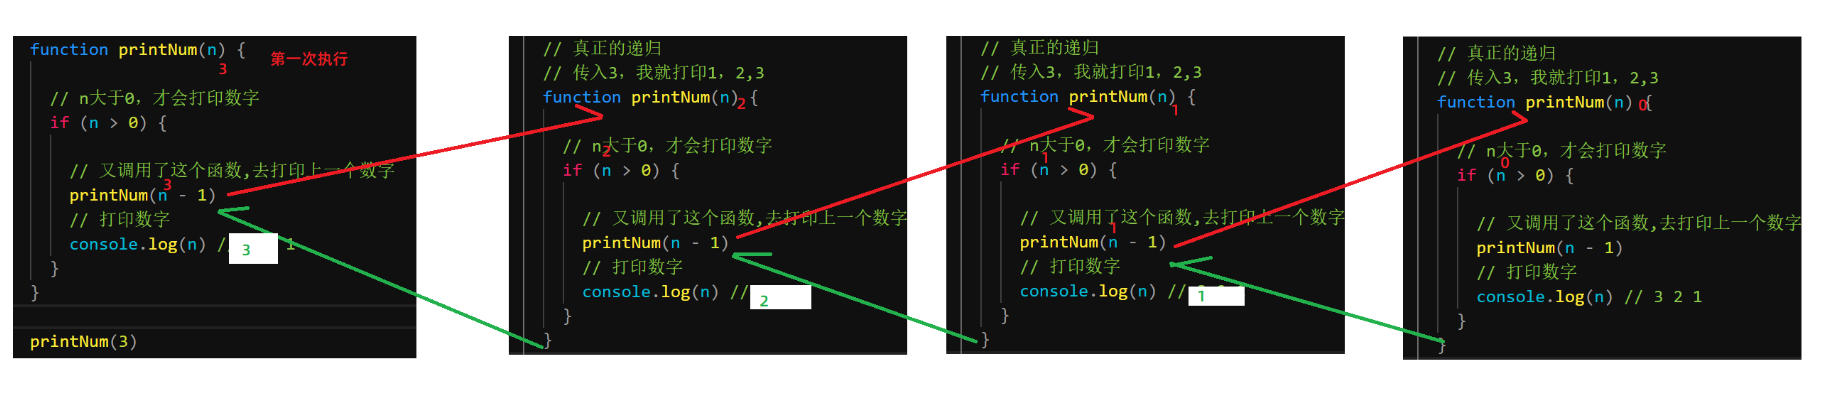 function printNum(n) {
3
第一次执行
// n大于0，才会打印数字
if (n > 0) {
// 又调用了这个函数,去打印上一个数字
3
printNum(n - 1)
// 打印数字
console.log(n) // 3 1
}
}
printNum(3)
// 真正的递归
// 传入3，我就打印1，2,3
function printNum(n) {
2
// n大于0，才会打印数字
2
if (n > 0) {
// 又调用了这个函数,去打印上一个数字
printNum(n - 1)
// 打印数字
console.log(n) //
2
}
}
// 真正的递归
// 传入3，我就打印1，2,3
function printNum(n) {
1
// n大于0，才会打印数字
1
if (n > 0) {
// 又调用了这个函数,去打印上一个数字
1
printNum(n - 1)
// 打印数字
console.log(n) //
1
}
}
// 真正的递归
// 传入3，我就打印1，2,3
function printNum(n) {
0
// n大于0，才会打印数字
0
if (n > 0) {
// 又调用了这个函数,去打印上一个数字
printNum(n - 1)
// 打印数字
console.log(n) // 3 2 1
}
}